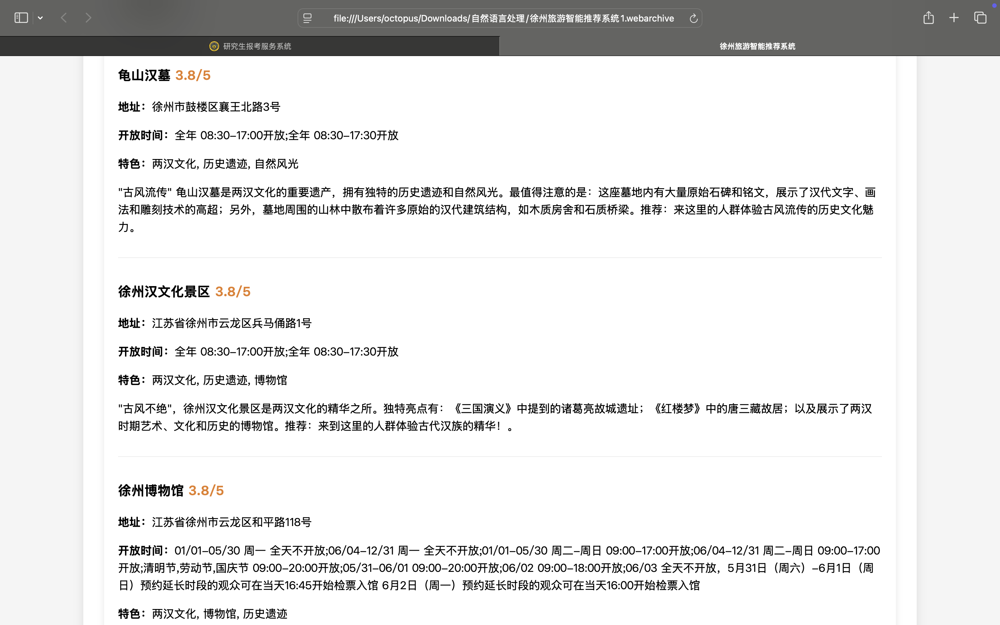 file:///Users/octopus/Downloads/自然语言处理/徐州旅游智能推荐系统1.webarchive
研究生报考服务系统
徐州旅游智能推荐系统
龟山汉墓 3.8/5
地址：徐州市鼓楼区襄王北路3号
开放时间：全年 08:30-17:00开放;全年 08:30-17:30开放
特色：两汉文化, 历史遗迹, 自然风光
"古风流传" 龟山汉墓是两汉文化的重要遗产，拥有独特的历史遗迹和自然风光。最值得注意的是：这座墓地内有大量原始石碑和铭文，展示了汉代文字、画
法和雕刻技术的高超；另外，墓地周围的山林中散布着许多原始的汉代建筑结构，如木质房舍和石质桥梁。推荐：来这里的人群体验古风流传的历史文化魅
力。
徐州汉文化景区 3.8/5
地址：江苏省徐州市云龙区兵马俑路1号
开放时间：全年 08:30-17:00开放;全年 08:30-17:30开放
特色：两汉文化, 历史遗迹, 博物馆
"古风不绝"，徐州汉文化景区是两汉文化的精华之所。独特亮点有：《三国演义》中提到的诸葛亮故城遗址；《红楼梦》中的唐三藏故居；以及展示了两汉
时期艺术、文化和历史的博物馆。推荐：来到这里的人群体验古代汉族的精华！。
徐州博物馆 3.8/5
地址：江苏省徐州市云龙区和平路118号
开放时间：01/01-05/30 周一 全天不开放;06/04-12/31 周一 全天不开放;01/01-05/30 周二-周日 09:00-17:00开放;06/04-12/31 周二-周日 09:00-17:00
开放;清明节,劳动节,国庆节 09:00-20:00开放;05/31-06/01 09:00-20:00开放;06/02 09:00-18:00开放;06/03 全天不开放，5月31日（周六）-6月1日（周
日）预约延长时段的观众可在当天16:45开始检票入馆 6月2日（周一）预约延长时段的观众可在当天16:00开始检票入馆
特色：两汉文化, 博物馆, 历史遗迹